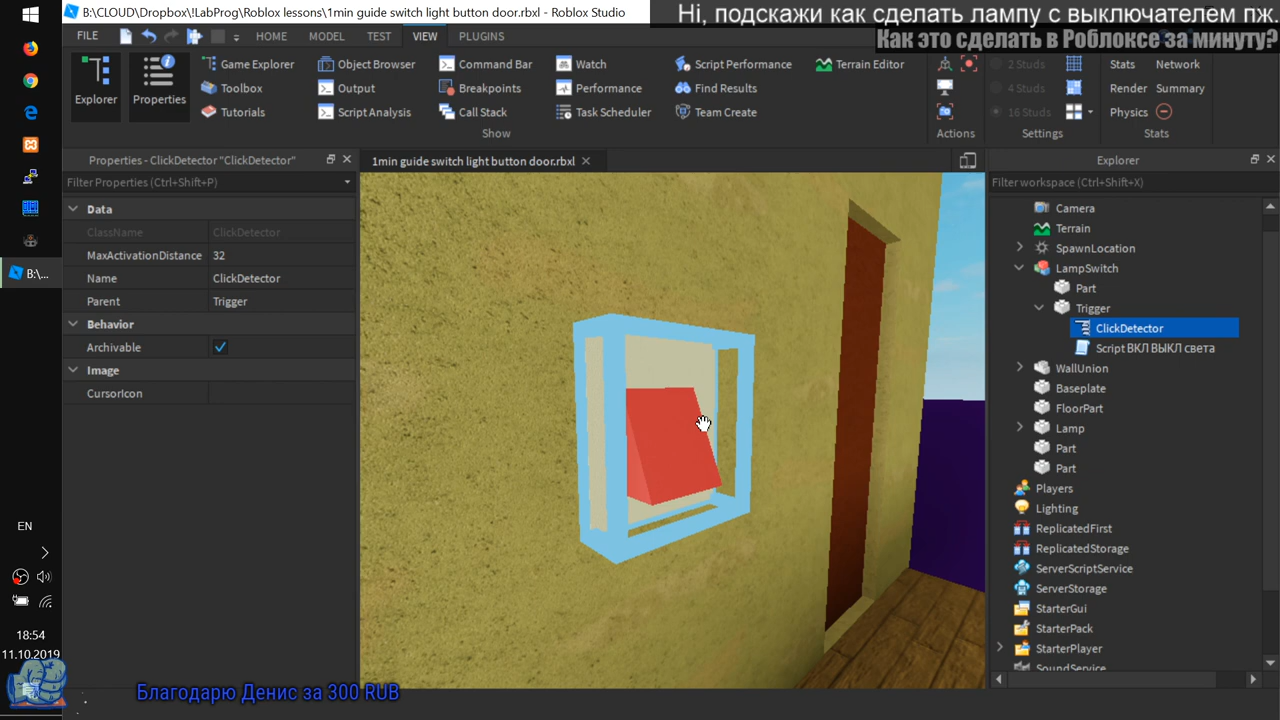 B:\CLOUD\Dropbox\!LabProg\Roblox lessons\1min guide switch light button door.rbxl - Roblox Studio
Hi, подскажи как сделать лампу с выключателем пж.
Как это сделать в Роблоксе за минуту?
FILE HOME MODEL TEST VIEW PLUGINS
Explorer
Properties
Game Explorer
Toolbox
Tutorials
Object Browser
Output
Script Analysis
Command Bar
Breakpoints
Call Stack
Watch
Performance
Task Scheduler
Script Performance
Find Results
Team Create
Terrain Editor
Show
Actions
2 Studs
4 Studs
16 Studs
Settings
Stats Network
Render Summary
Physics
Stats
Properties - ClickDetector "ClickDetector"
Filter Properties (Ctrl+Shift+P)
Data
ClassName ClickDetector
MaxActivationDistance 32
Name ClickDetector
Parent Trigger
Behavior
Archivable
Image
CursorIcon
1min guide switch light button door.rbxl
Explorer
Filter workspace (Ctrl+Shift+X)
Camera
Terrain
SpawnLocation
LampSwitch
Part
Trigger
ClickDetector
Script ВКЛ ВЫКЛ света
WallUnion
Baseplate
FloorPart
Lamp
Part
Part
Players
Lighting
ReplicatedFirst
ReplicatedStorage
ServerScriptService
ServerStorage
StarterGui
StarterPack
StarterPlayer
SoundService
B:\...
EN
18:54
11.10.2019
Благодарю Денис за 300 RUB